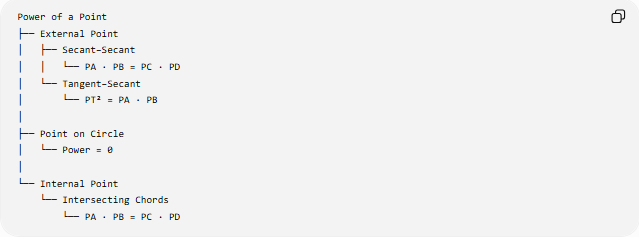 Power of a Point
├── External Point
│   ├── Secant–Secant
│   │   └── PA · PB = PC · PD
│   └── Tangent–Secant
│       └── PT² = PA · PB
│
├── Point on Circle
│   └── Power = 0
│
└── Internal Point
    └── Intersecting Chords
        └── PA · PB = PC · PD